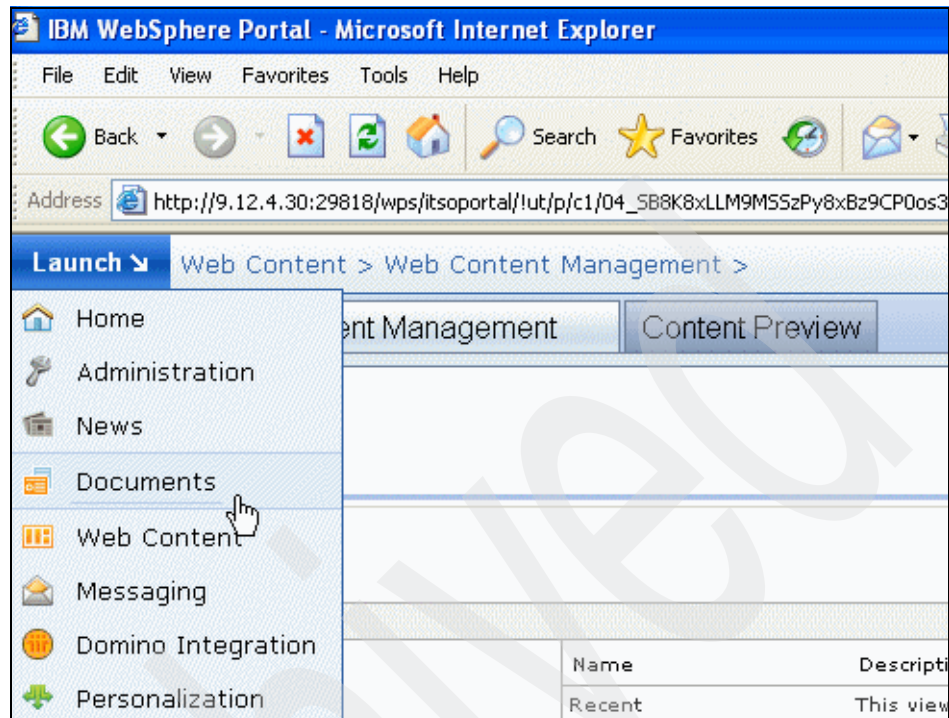 IBM WebSphere Portal - Microsoft Internet Explorer
File Edit View Favorites Tools Help
Back Search Favorites
Address http://9.12.4.30:29818/wps/itsoportal/!ut/p/c1/04_SB8K8xLLM9MSSzPy8xBz9CP0os3
Launch Web Content > Web Content Management >
Home
ent Management Content Preview
Administration
News
Documents
Web Content
Messaging
Domino Integration
Name Descripti
Personalization
Recent This view